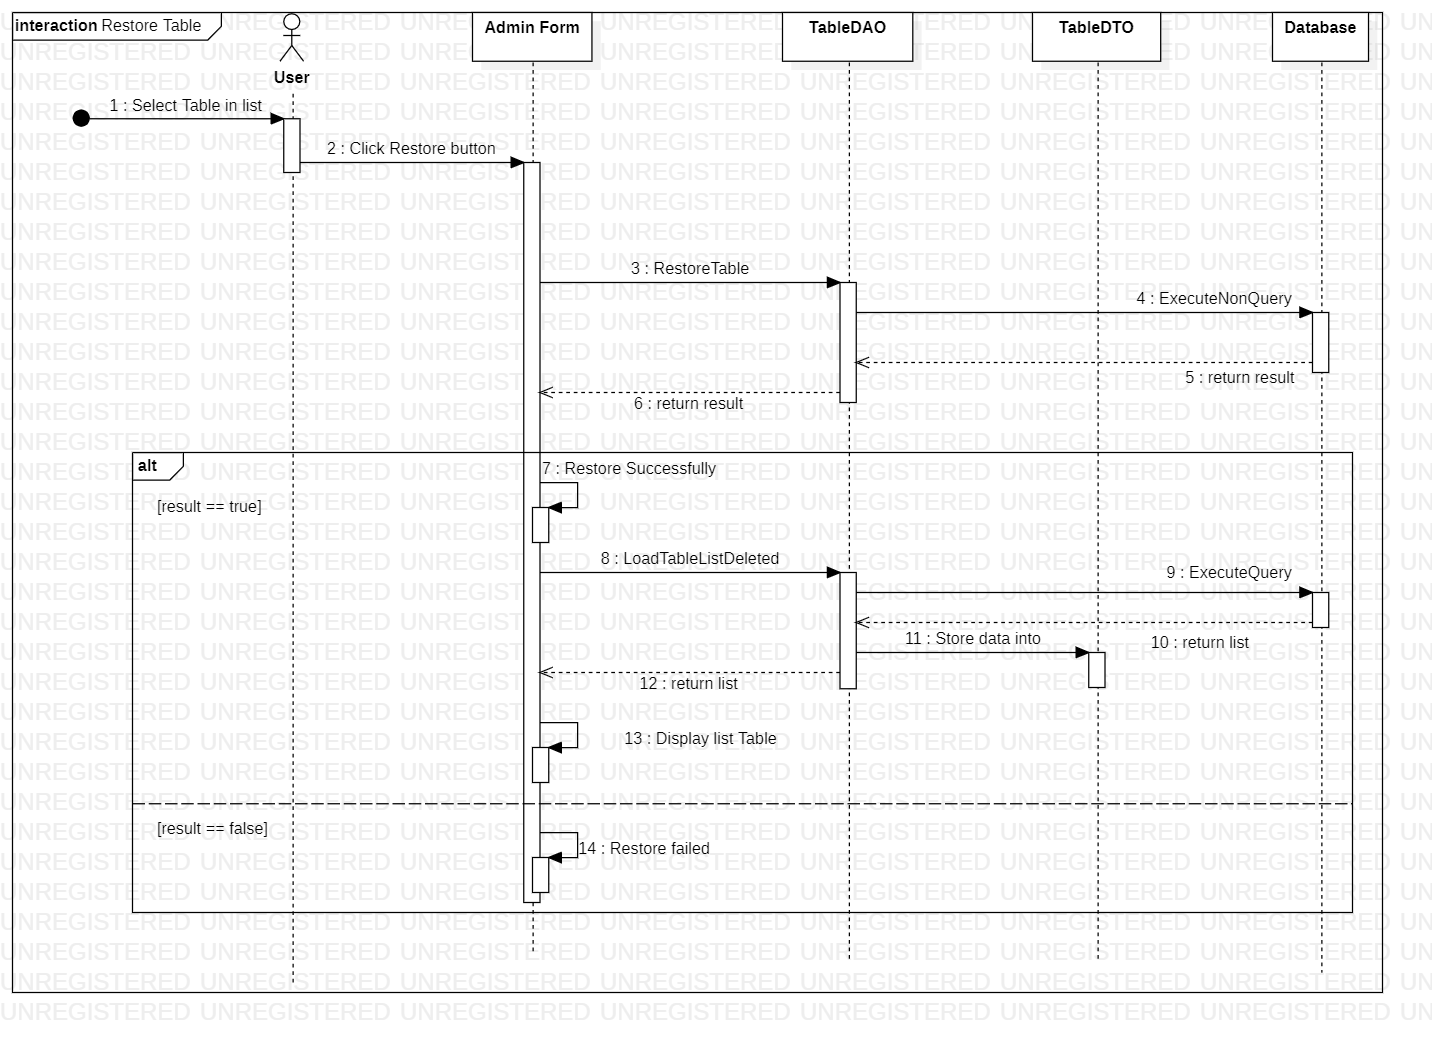 interaction Restore Table
User
Admin Form
TableDAO
TableDTO
Database
1 : Select Table in list
2 : Click Restore button
3 : RestoreTable
4 : ExecuteNonQuery
5 : return result
6 : return result
alt
7 : Restore Successfully
[result == true]
8 : LoadTableListDeleted
9 : ExecuteQuery
10 : return list
11 : Store data into
12 : return list
13 : Display list Table
[result == false]
14 : Restore failed
UNREGISTERED